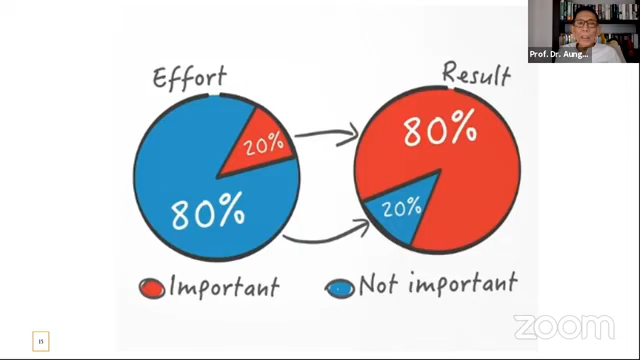 Prof. Dr. Aung...
Effort
Result
20%
80%
80%
20%
Important
Not important
15
zoom